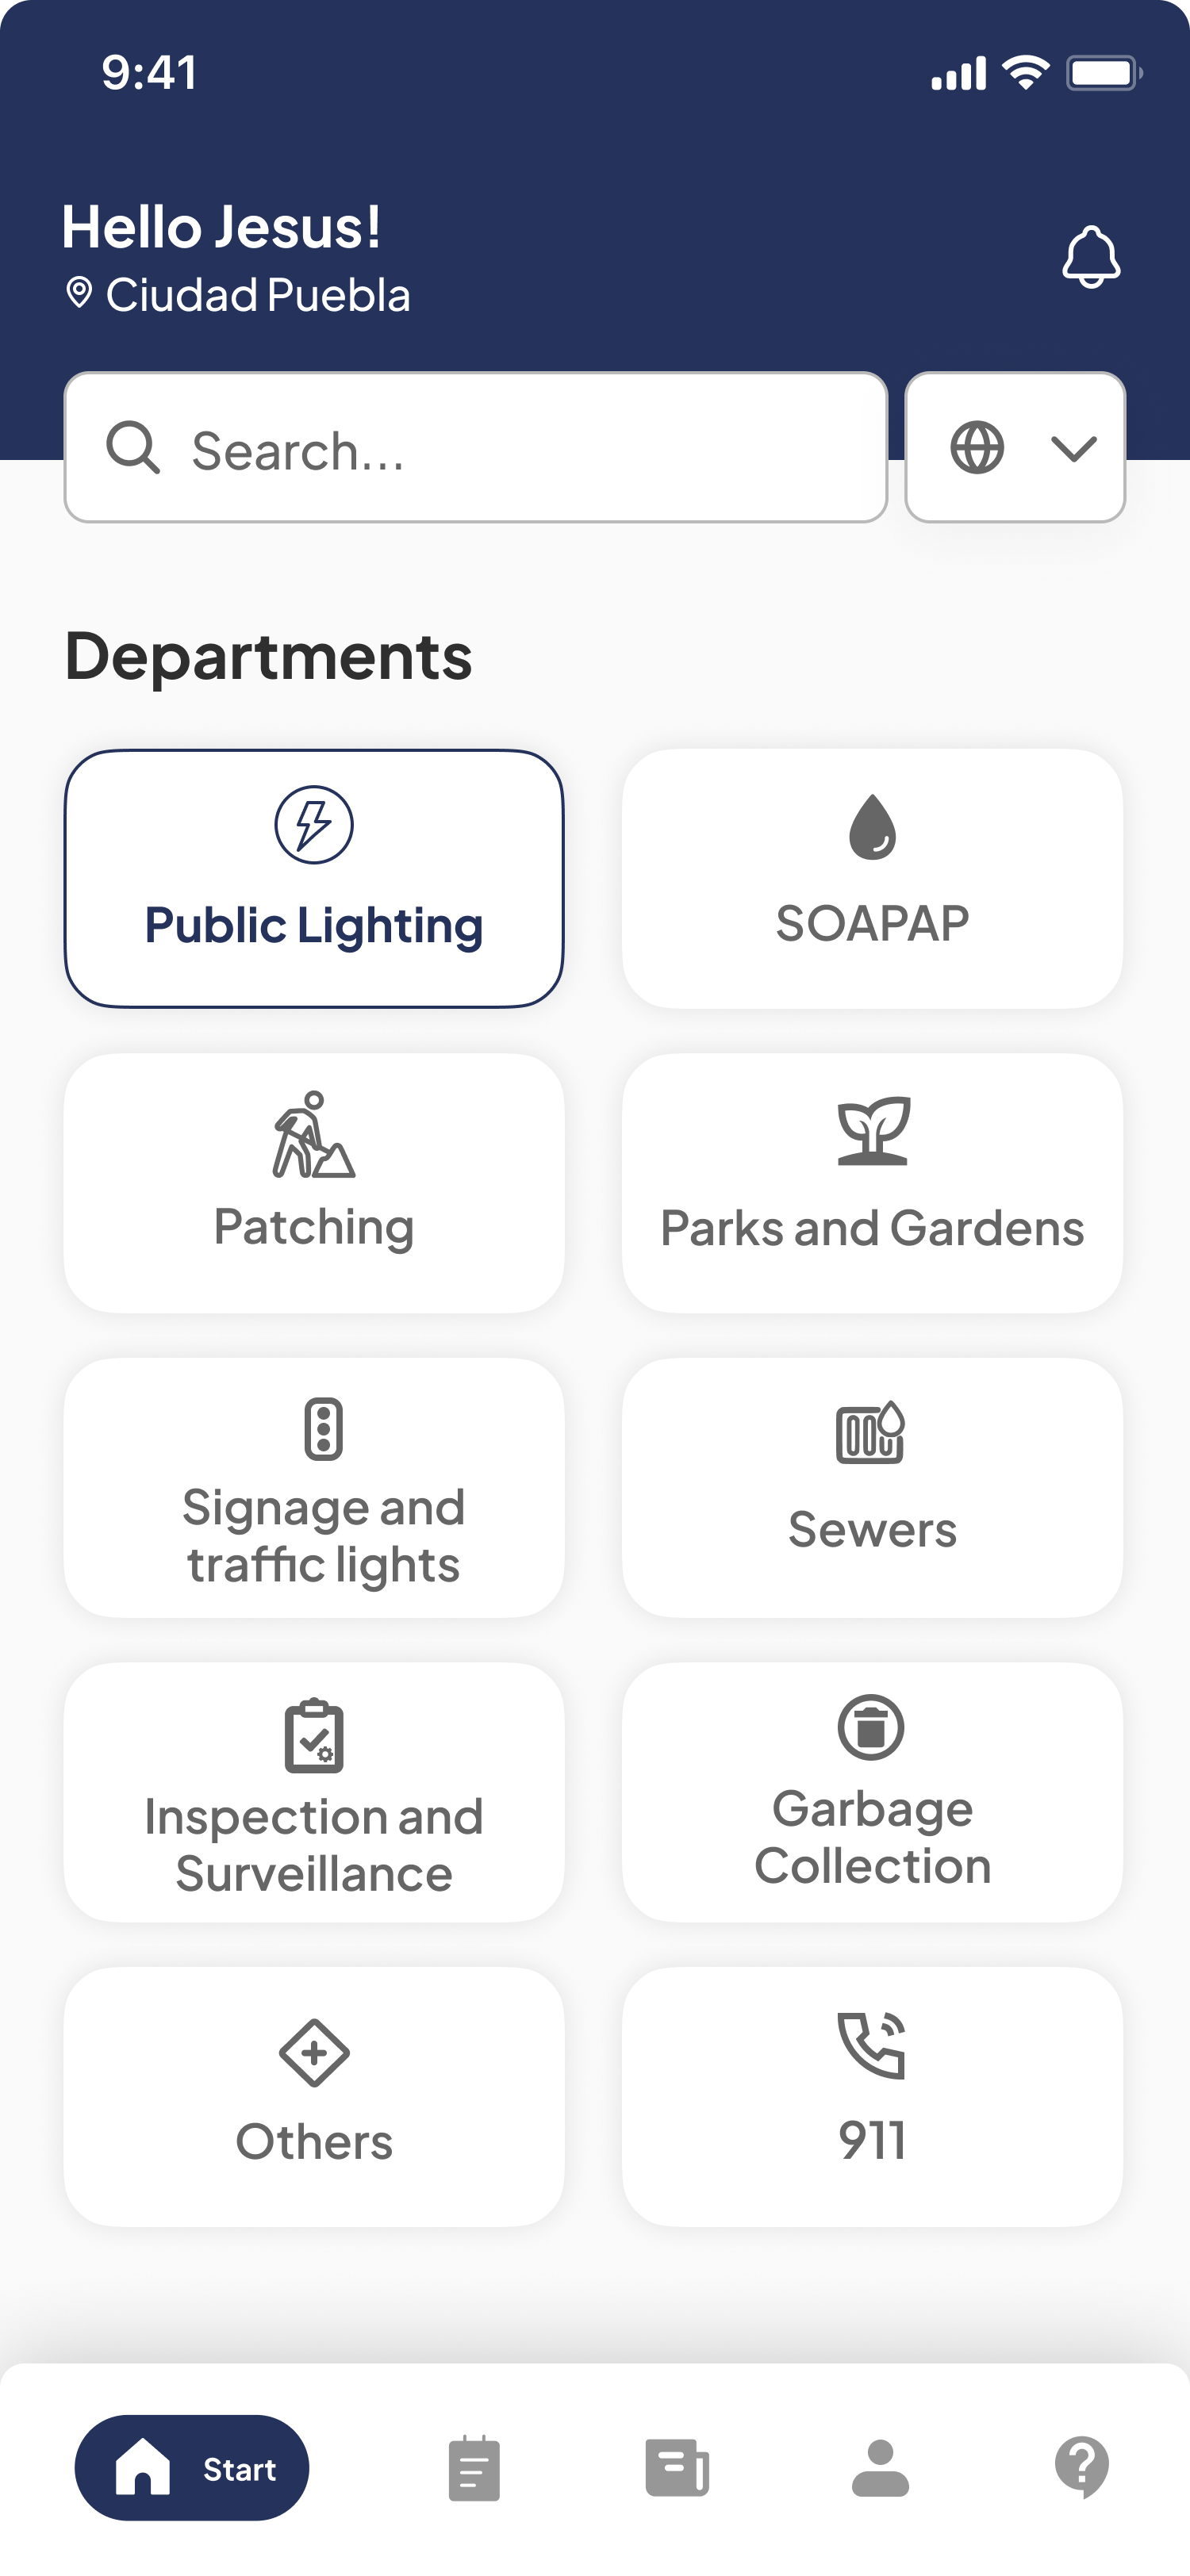 9:41
Hello Jesus!
Ciudad Puebla
Search...
Departments
Public Lighting
SOAPAP
Patching
Parks and Gardens
Signage and
traffic lights
Sewers
Inspection and
Surveillance
Garbage
Collection
Others
911
Start